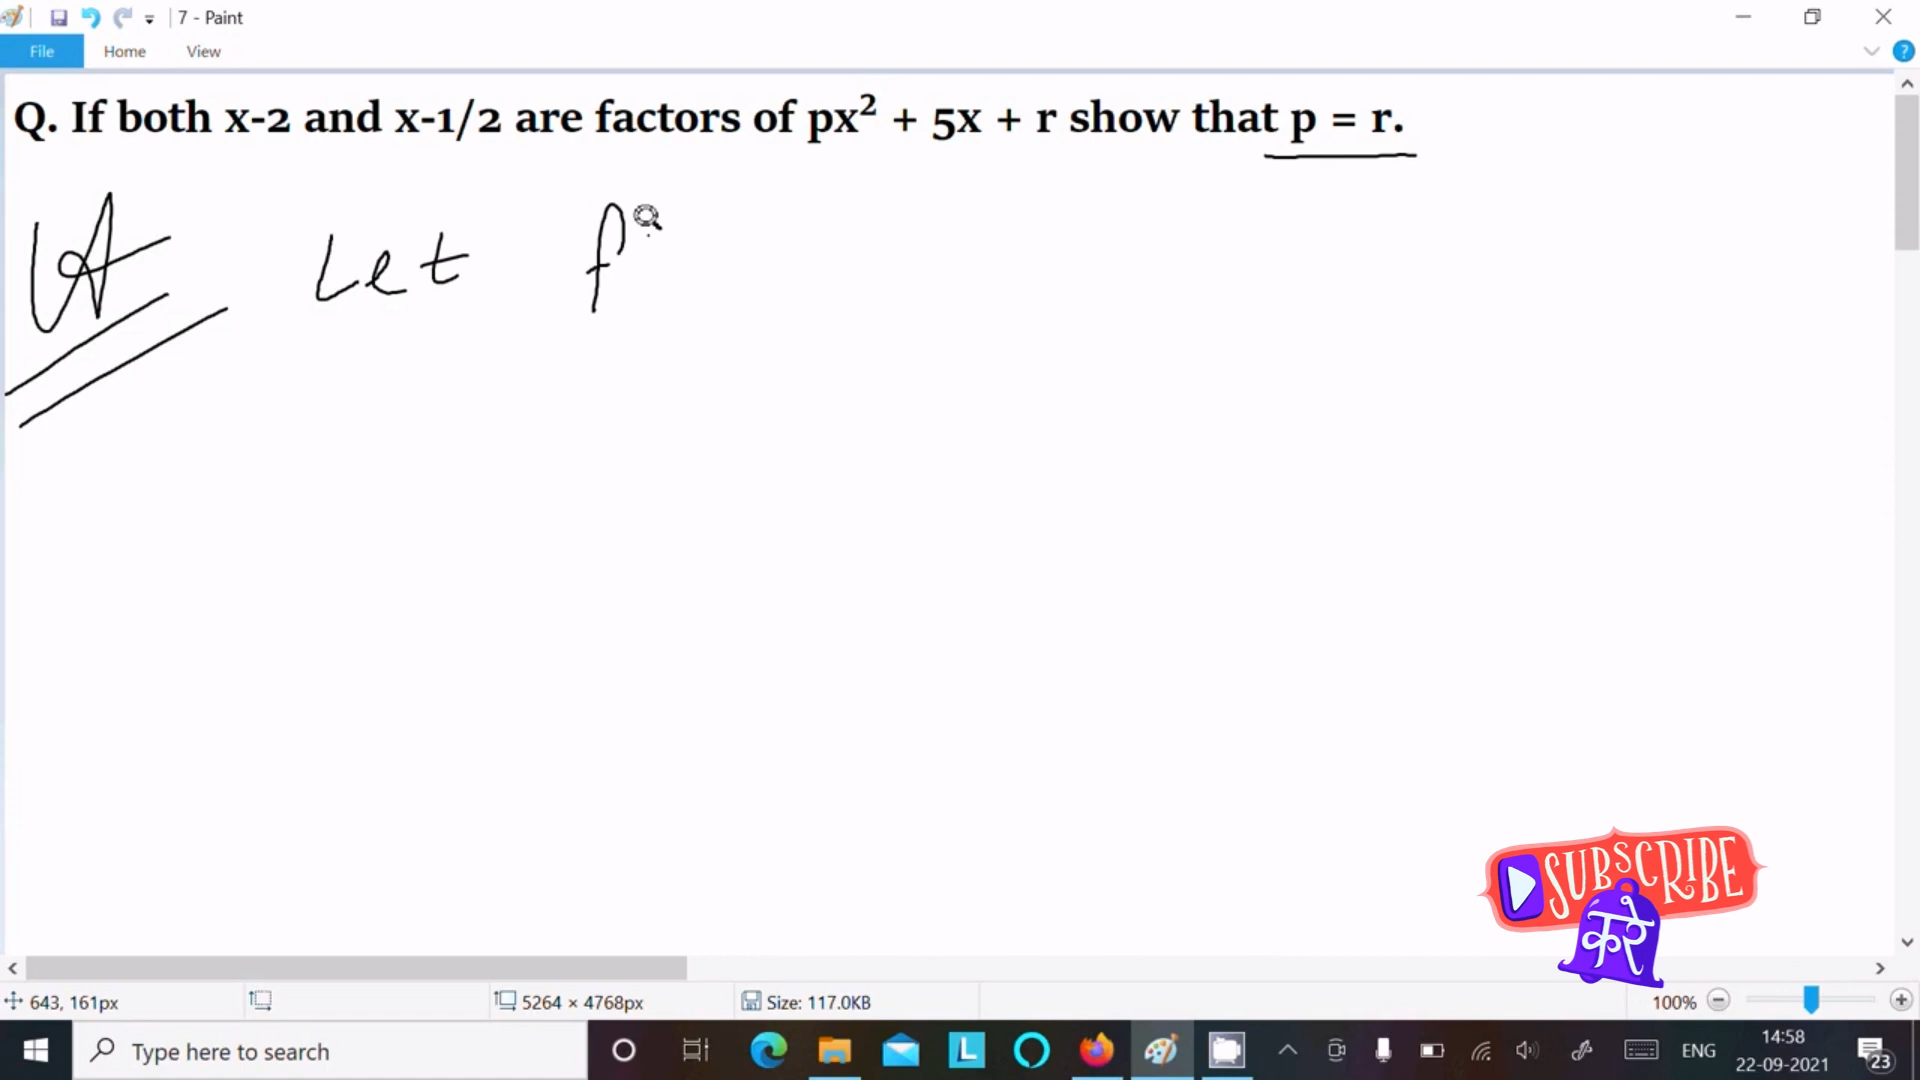 7 - Paint
File Home View
Q. If both x-2 and x-1/2 are factors of px² + 5x + r show that p = r.
Let f
SUBSCRIBE
करे
643, 161px 5264 × 4768px Size: 117.0KB 100%
Type here to search
L
ENG
14:58
22-09-2021
23